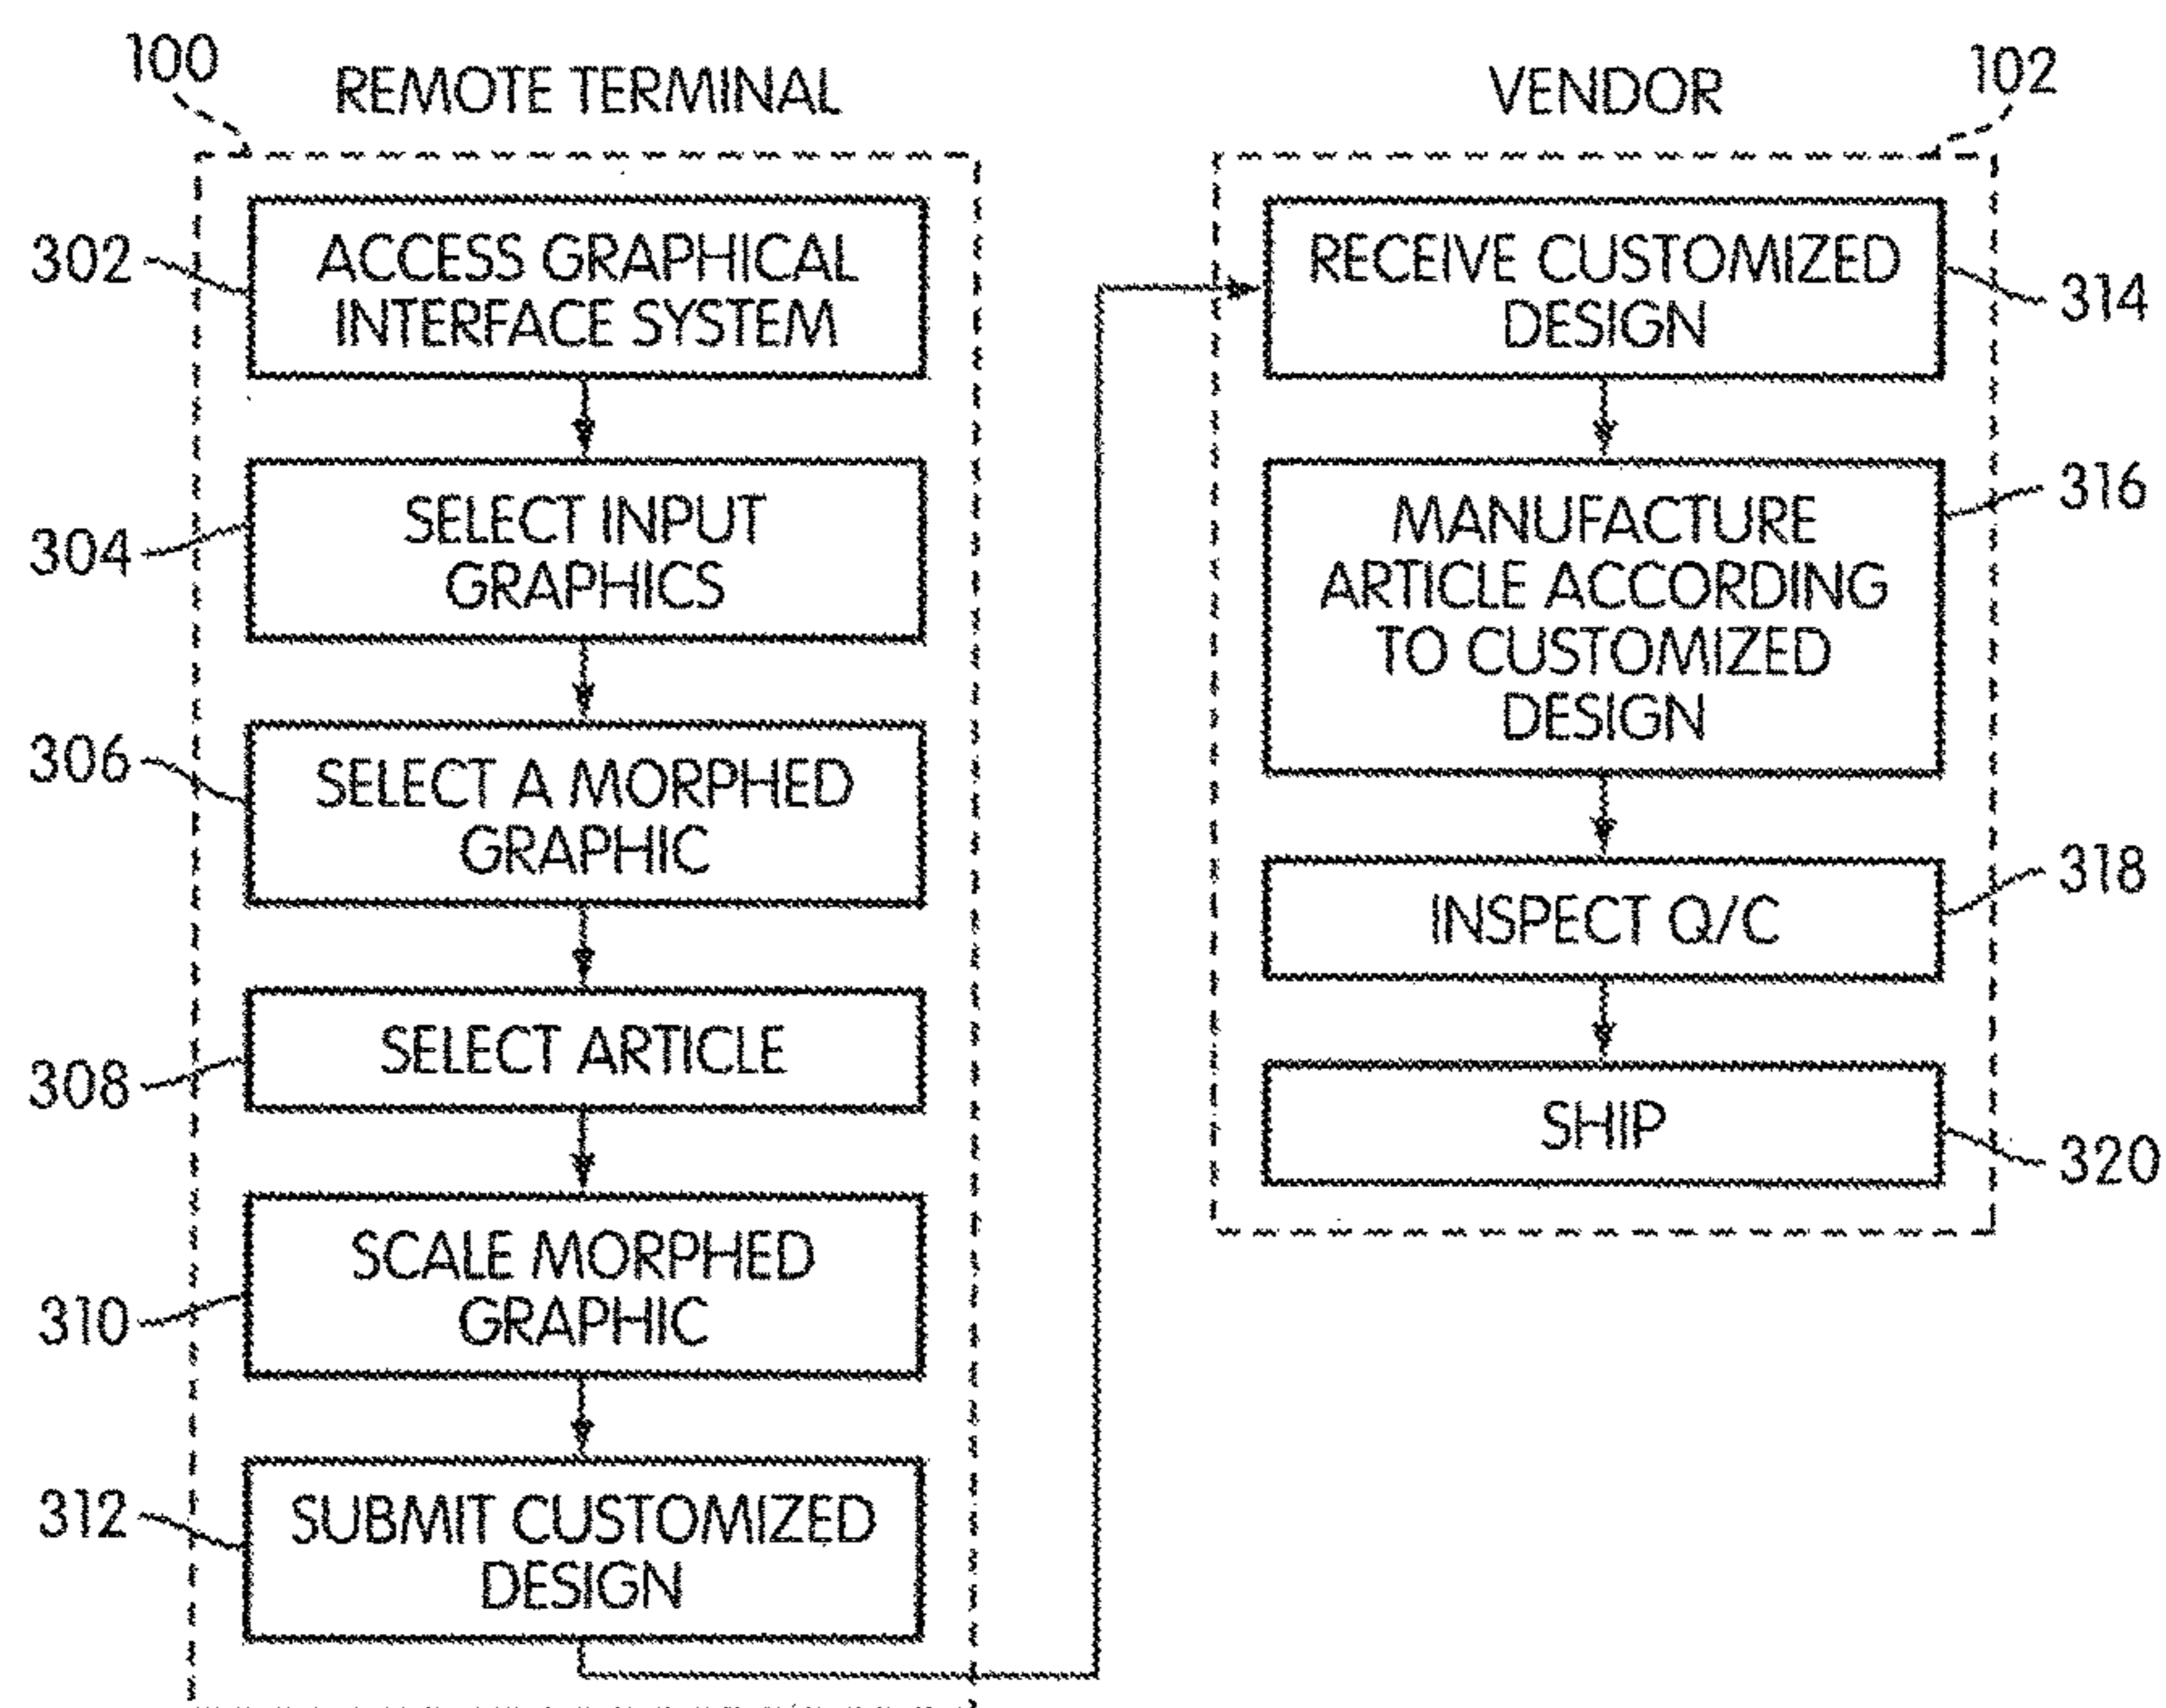 100
REMOTE TERMINAL
302
ACCESS GRAPHICAL
INTERFACE SYSTEM
304
SELECT INPUT
GRAPHICS
306
SELECT A MORPHED
GRAPHIC
308
SELECT ARTICLE
310
SCALE MORPHED
GRAPHIC
312
SUBMIT CUSTOMIZED
DESIGN
VENDOR
102
RECEIVE CUSTOMIZED
DESIGN
314
MANUFACTURE
ARTICLE ACCORDING
TO CUSTOMIZED
DESIGN
316
INSPECT Q/C
318
SHIP
320